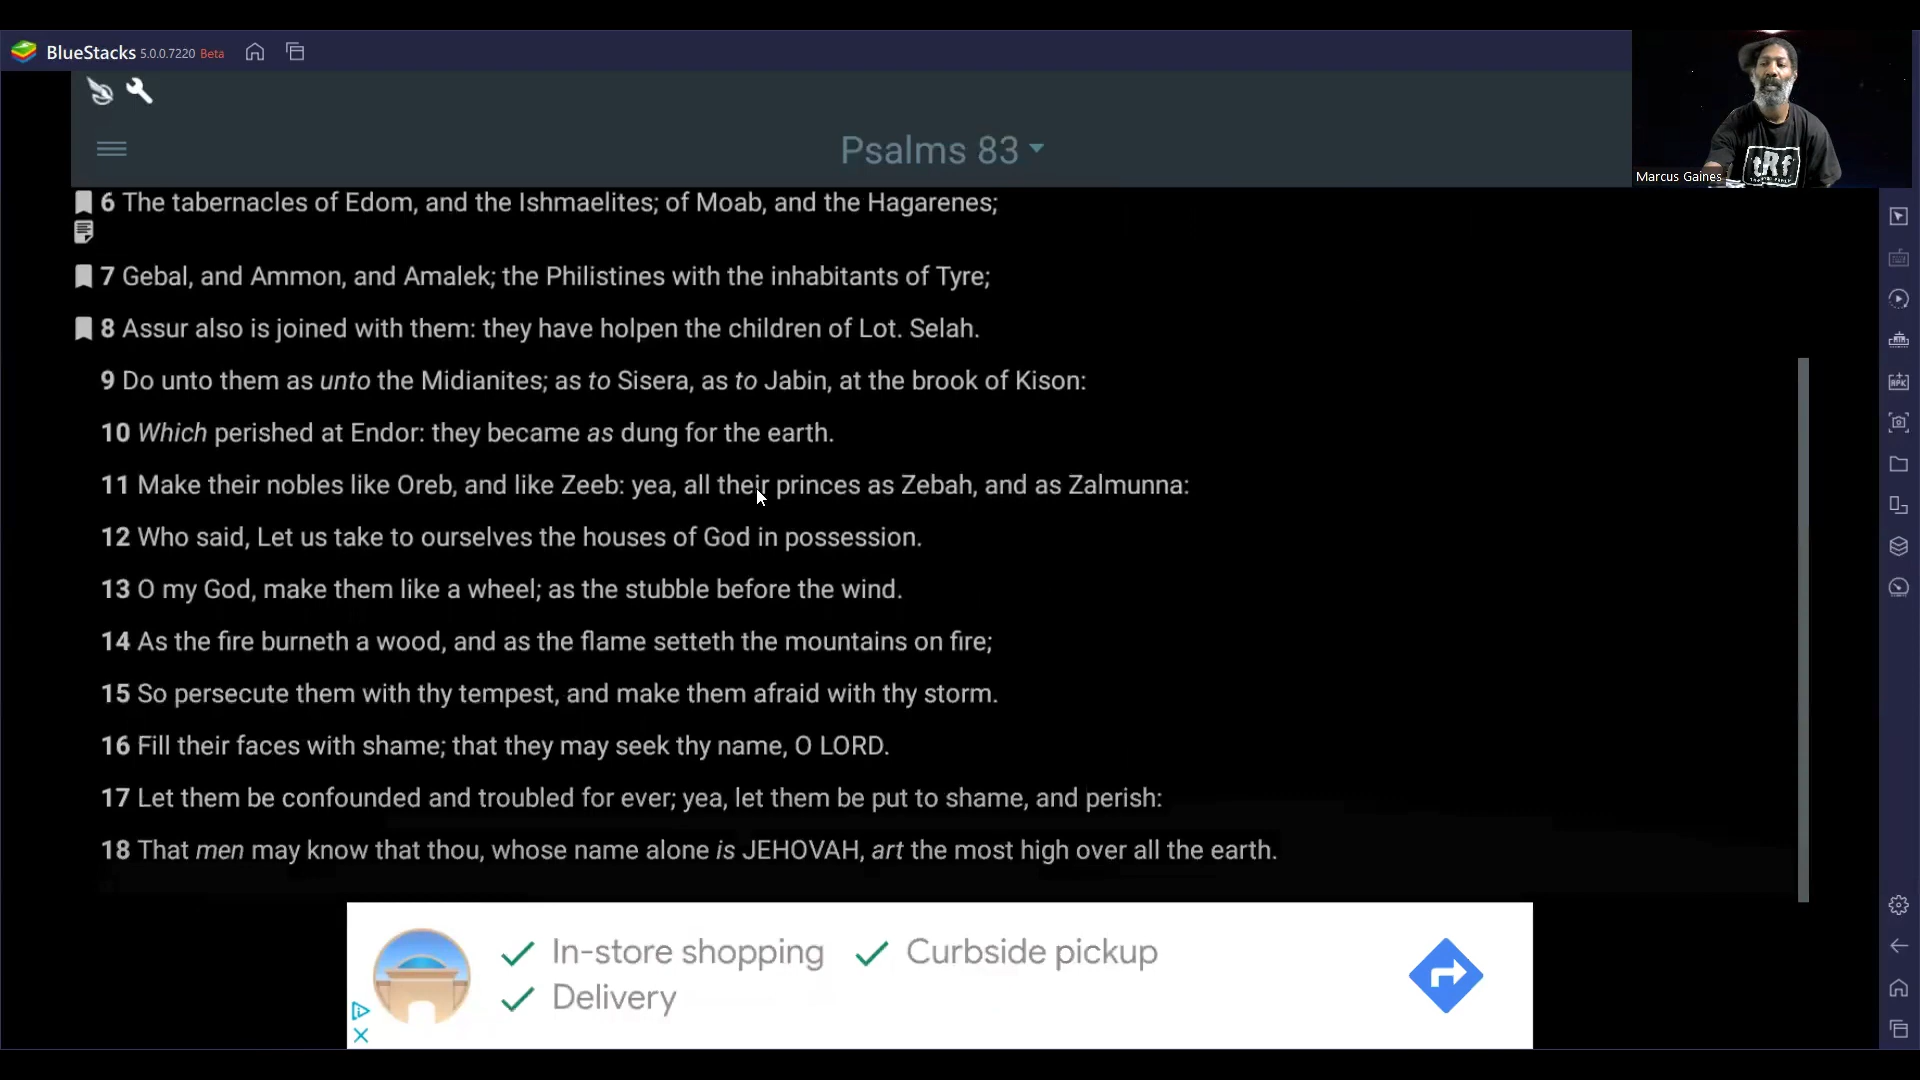 BlueStacks 5.0.0.7220 Beta
Psalms 83
Marcus Gaines
tRf
6 The tabernacles of Edom, and the Ishmaelites; of Moab, and the Hagarenes;
7 Gebal, and Ammon, and Amalek; the Philistines with the inhabitants of Tyre;
8 Assur also is joined with them: they have holpen the children of Lot. Selah.
9 Do unto them as unto the Midianites; as to Sisera, as to Jabin, at the brook of Kison:
10 Which perished at Endor: they became as dung for the earth.
11 Make their nobles like Oreb, and like Zeeb: yea, all their princes as Zebah, and as Zalmunna:
12 Who said, Let us take to ourselves the houses of God in possession.
13 O my God, make them like a wheel; as the stubble before the wind.
14 As the fire burneth a wood, and as the flame setteth the mountains on fire;
15 So persecute them with thy tempest, and make them afraid with thy storm.
16 Fill their faces with shame; that they may seek thy name, O LORD.
17 Let them be confounded and troubled for ever; yea, let them be put to shame, and perish:
18 That men may know that thou, whose name alone is JEHOVAH, art the most high over all the earth.
In-store shopping
Curbside pickup
Delivery